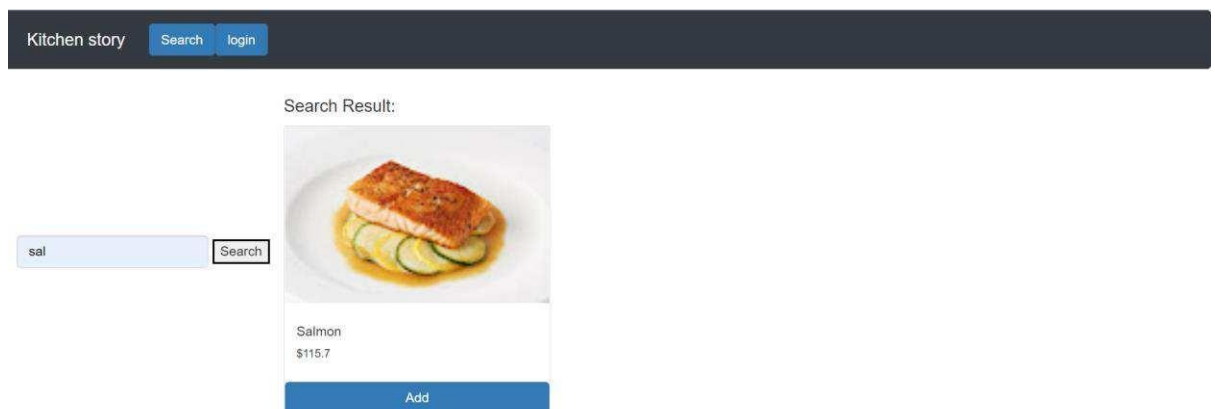 Kitchen story Search login
Search Result:
sal Search
Salmon
$115.7
Add